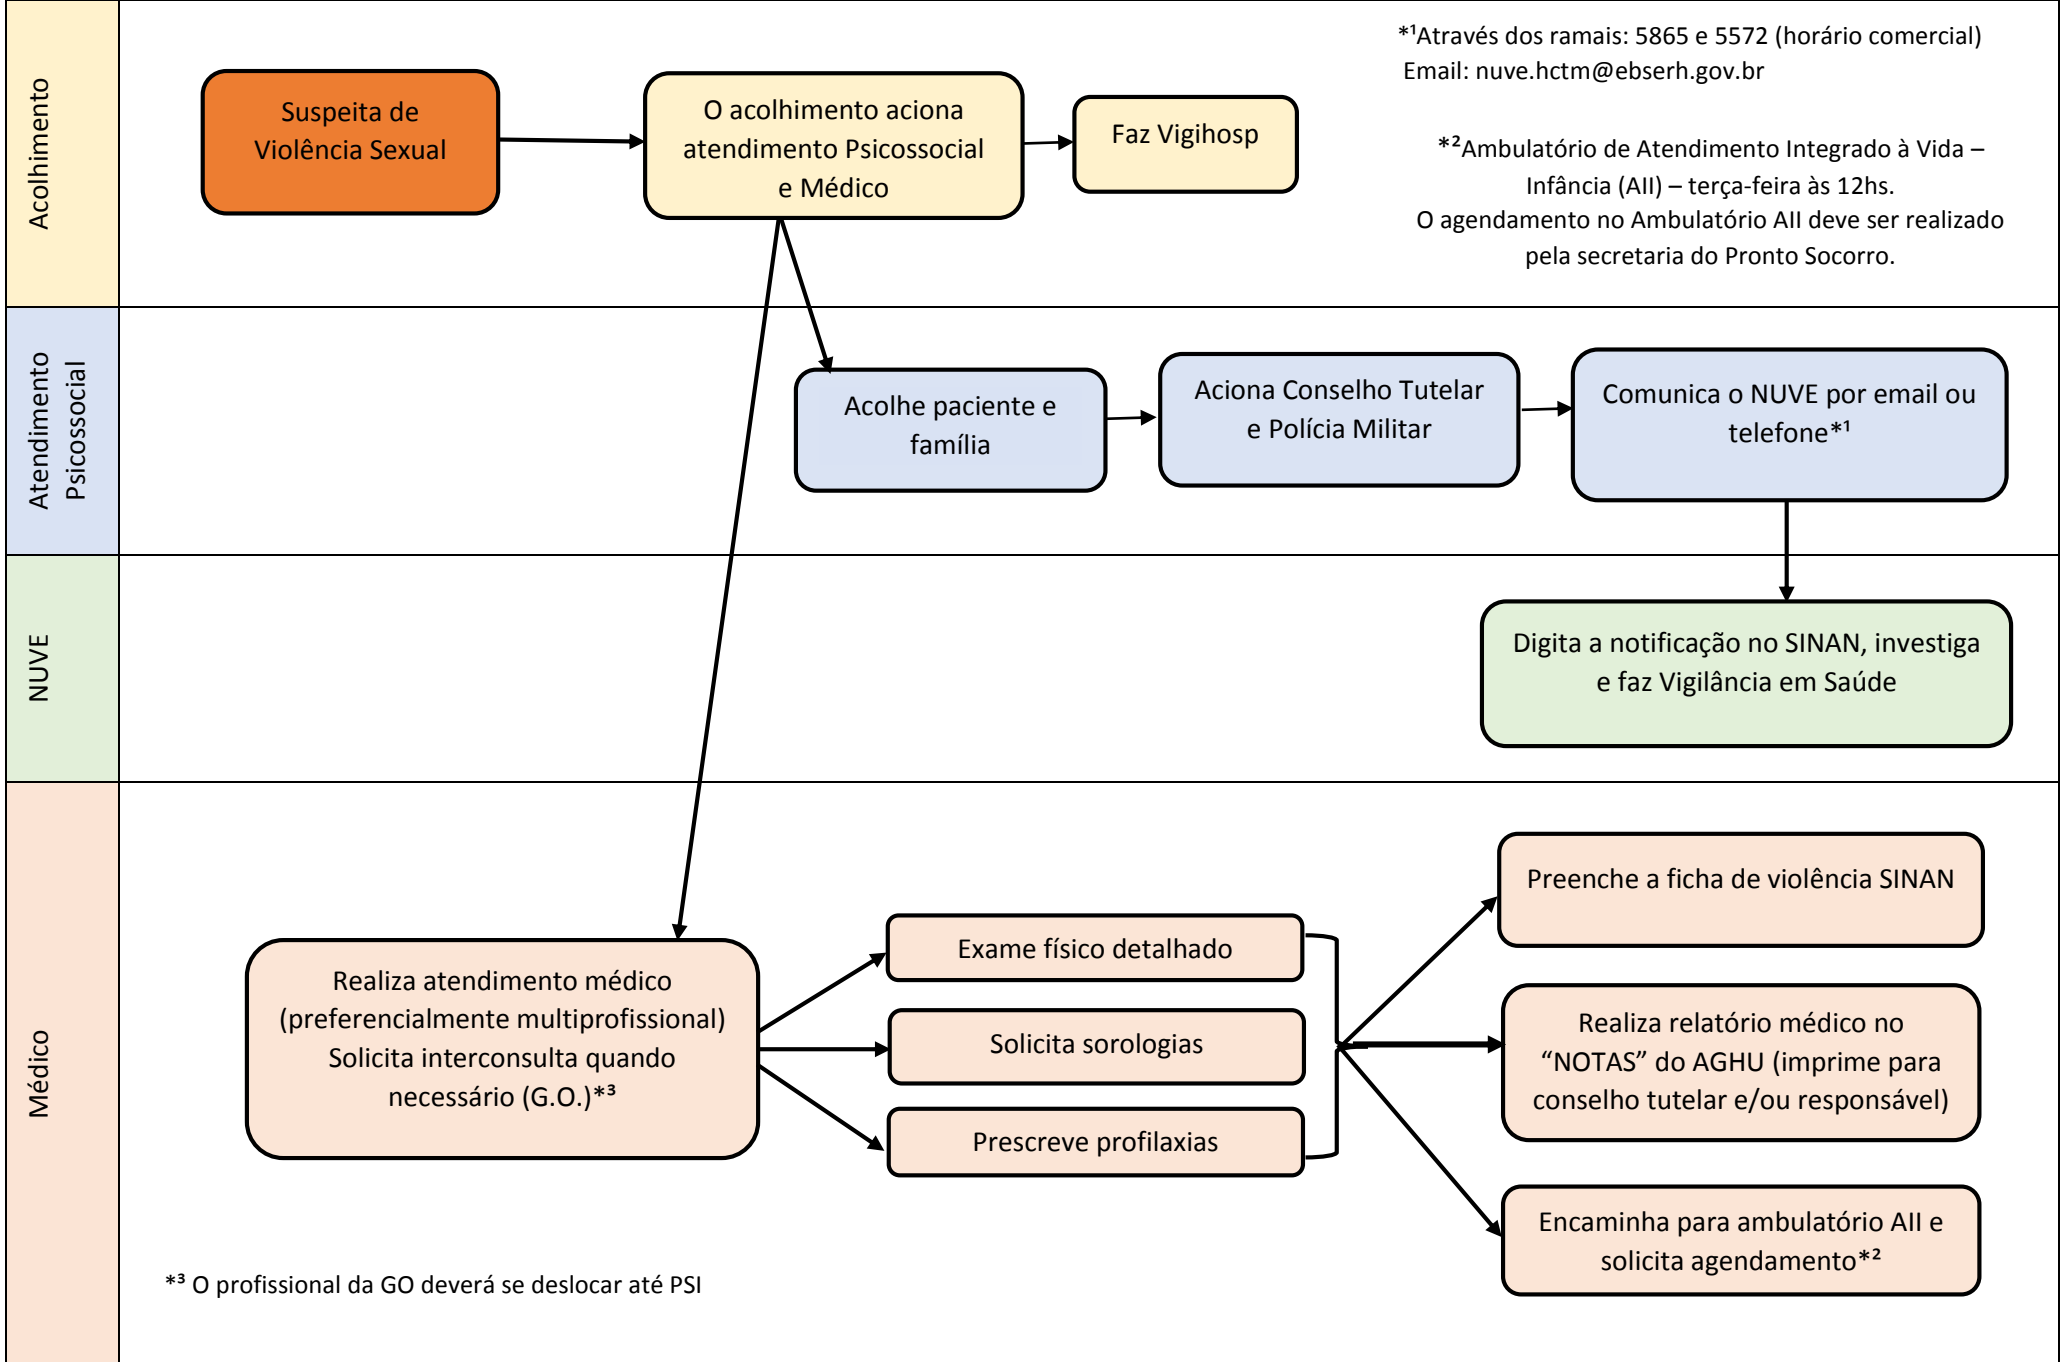 Acolhimento
Suspeita de
Violência Sexual
O acolhimento aciona
atendimento Psicossocial
e Médico
Faz Vigihosp
*¹Através dos ramais: 5865 e 5572 (horário comercial)
Email: nuve.hctm@ebserh.gov.br
*²Ambulatório de Atendimento Integrado à Vida –
Infância (AII) – terça-feira às 12hs.
O agendamento no Ambulatório AII deve ser realizado
pela secretaria do Pronto Socorro.
Atendimento
Psicossocial
Acolhe paciente e
família
Aciona Conselho Tutelar
e Polícia Militar
Comunica o NUVE por email ou
telefone*¹
NUVE
Digita a notificação no SINAN, investiga
e faz Vigilância em Saúde
Médico
Realiza atendimento médico
(preferencialmente multiprofissional)
Solicita interconsulta quando
necessário (G.O.)*³
Exame físico detalhado
Solicita sorologias
Prescreve profilaxias
Preenche a ficha de violência SINAN
Realiza relatório médico no
“NOTAS” do AGHU (imprime para
conselho tutelar e/ou responsável)
Encaminha para ambulatório AII e
solicita agendamento*²
*³ O profissional da GO deverá se deslocar até PSI